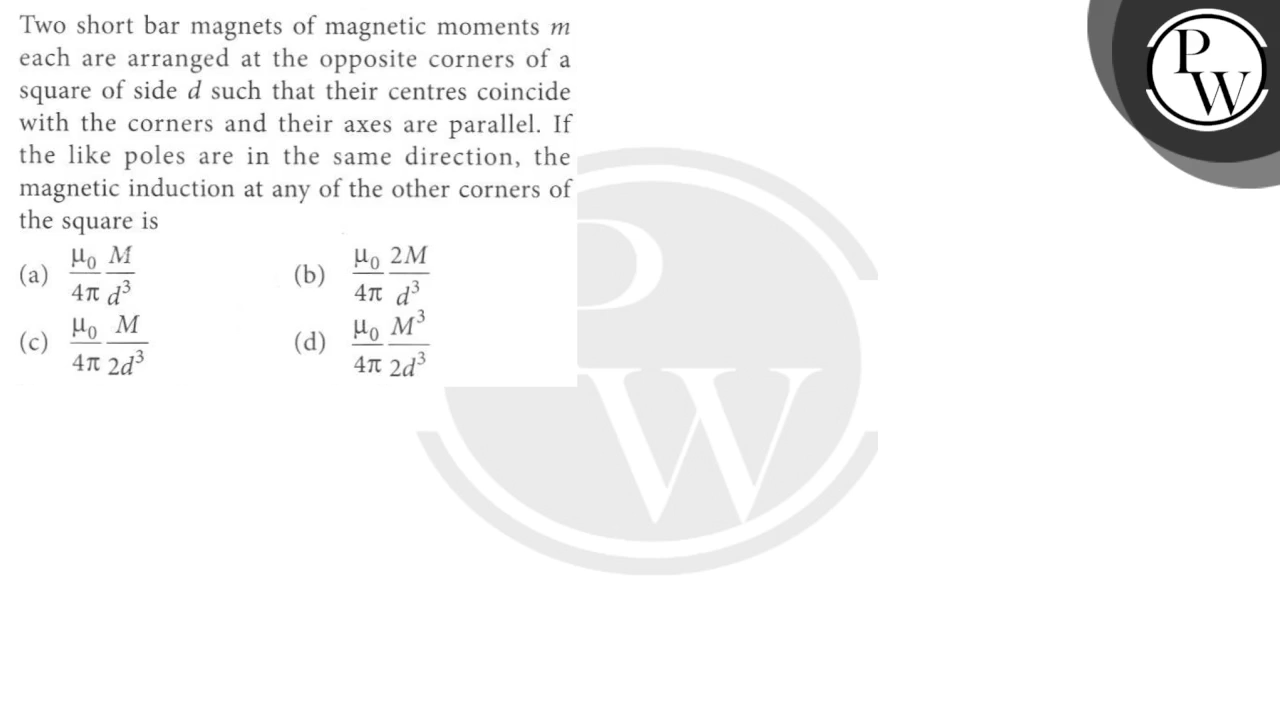 Two short bar magnets of magnetic moments m
each are arranged at the opposite corners of a
square of side d such that their centres coincide
with the corners and their axes are parallel. If
the like poles are in the same direction, the
magnetic induction at any of the other corners of
the square is
(a) μ₀/4π M/d³ (b) μ₀/4π 2M/d³
(c) μ₀/4π M/2d³ (d) μ₀/4π M³/2d³
PW
PW